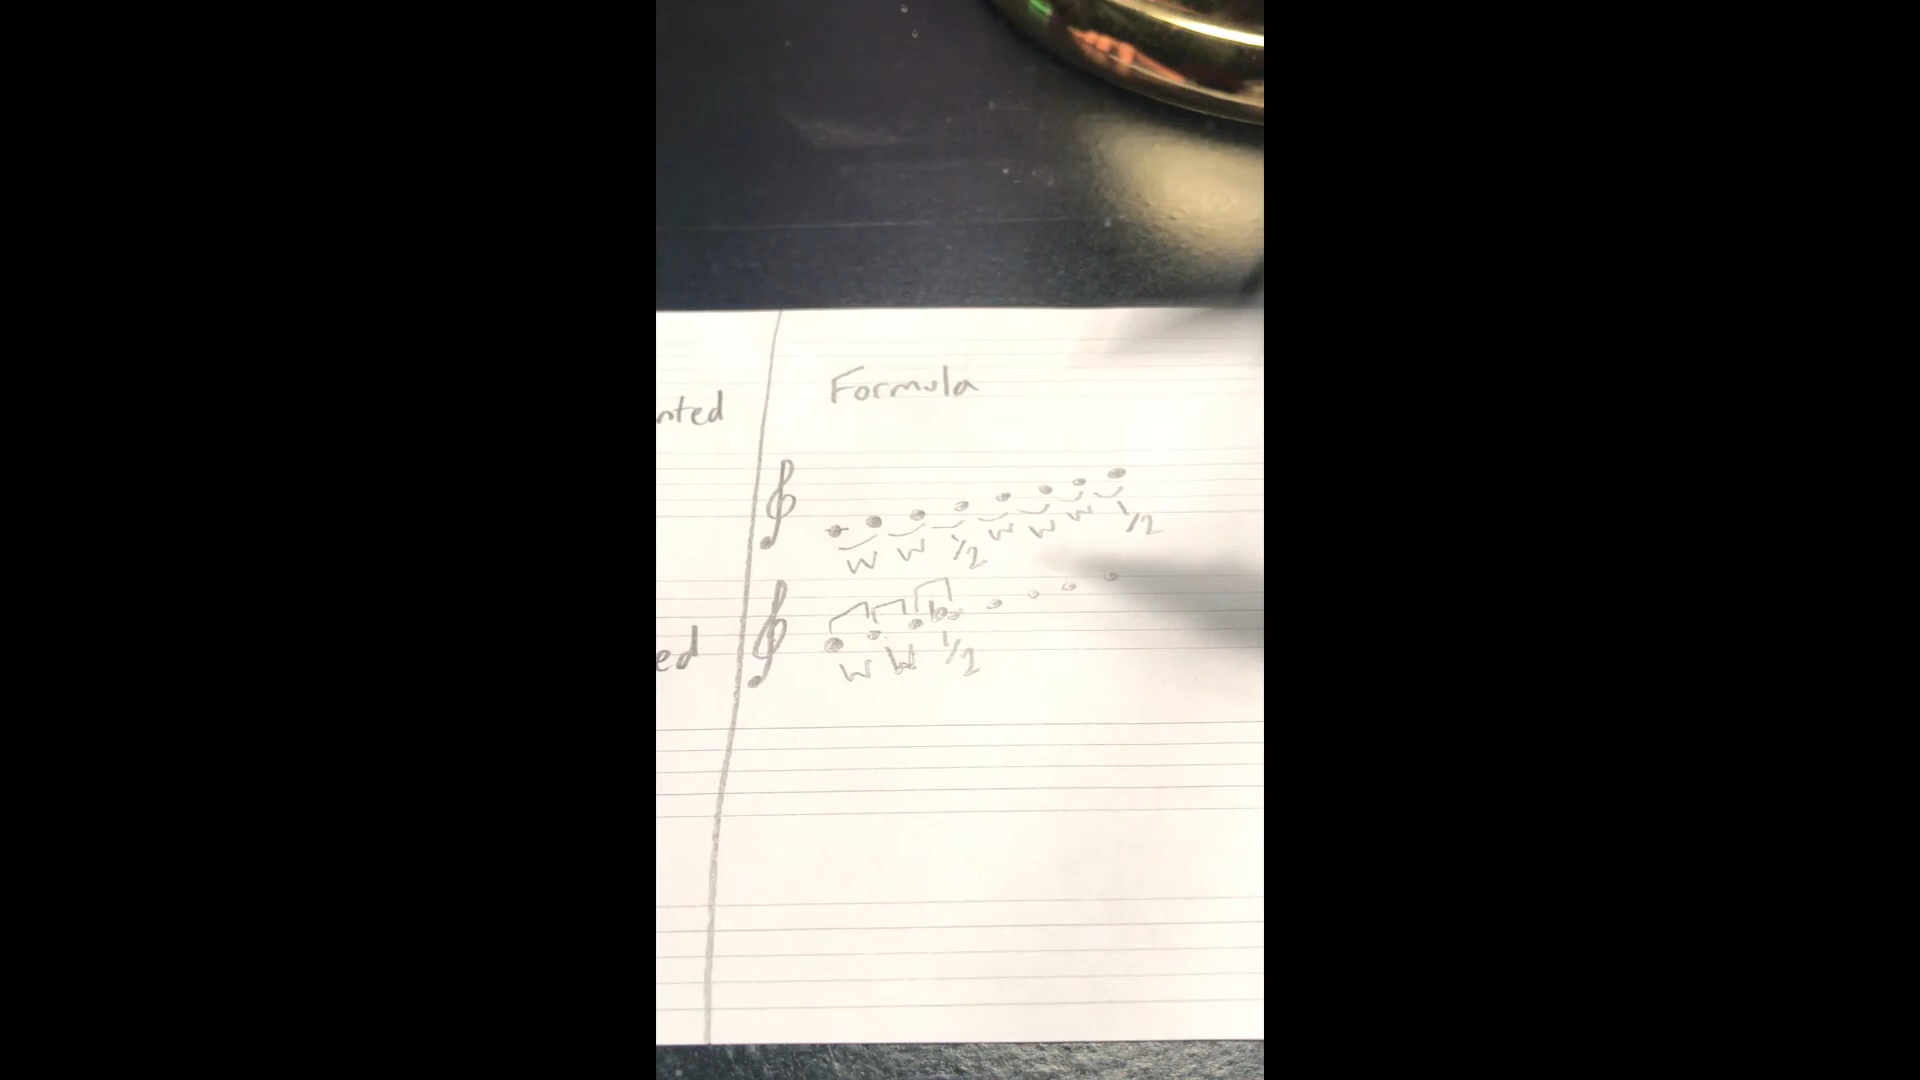 Formula
nted
W W 1/2 W W W 1/2
ed
W W 1/2